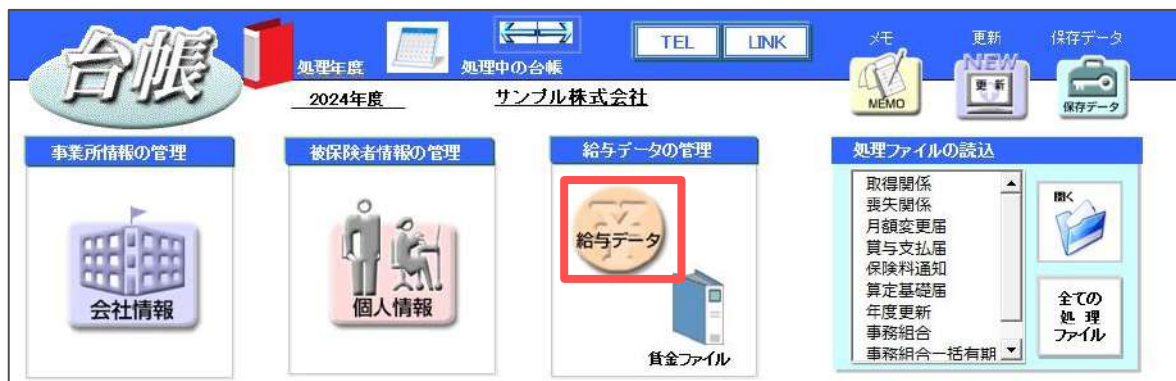 台帳
処理年度
処理中の台帳
TEL
LINK
メモ
更新
保存データ
2024年度
サンプル株式会社
MEMO
NEW
更新
保存データ
事業所情報の管理
被保険者情報の管理
給与データの管理
処理ファイルの読込
会社情報
個人情報
給与データ
賃金ファイル
取得関係
喪失関係
月額変更届
賞与支払届
保険料通知
算定基礎届
年度更新
事務組合
事務組合一括有期
開く
全ての
処 理
ファイル